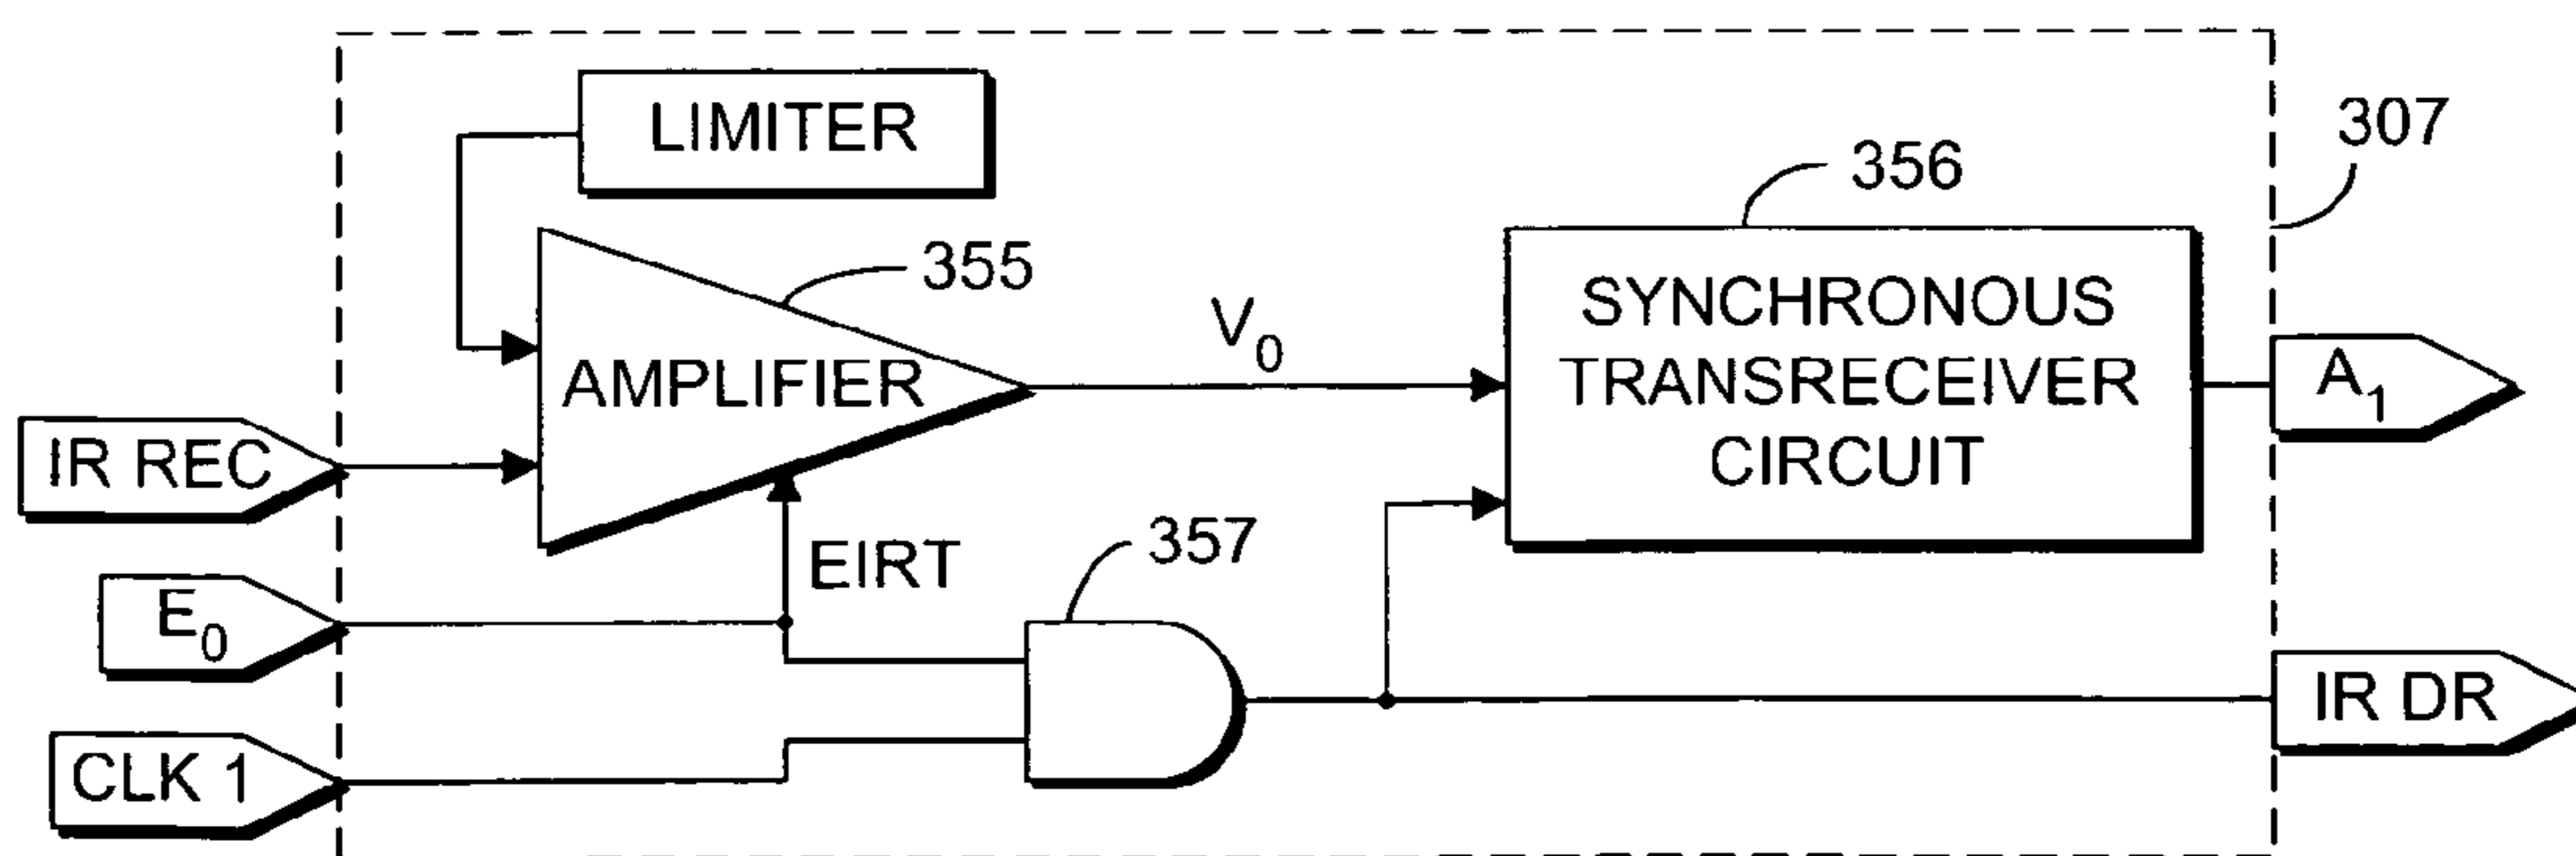 LIMITER
307
356
355
SYNCHRONOUS
TRANSRECEIVER
CIRCUIT
V0
AMPLIFIER
A1
IR REC
357
EIRT
E0
IR DR
CLK 1